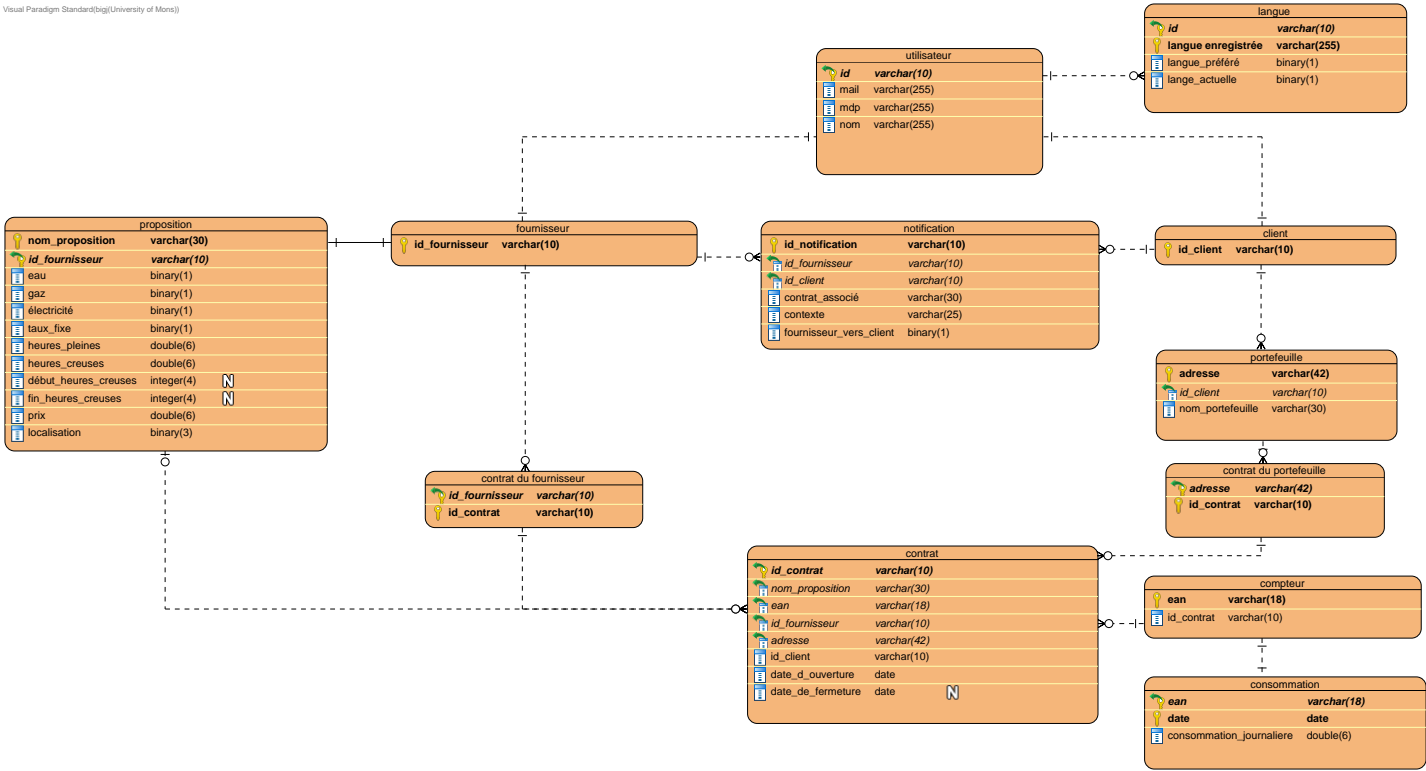 Visual Paradigm Standard(bigj(University of Mons))
langue
id varchar(10)
langue enregistrée varchar(255)
langue_préféré binary(1)
lange_actuelle binary(1)
utilisateur
id varchar(10)
mail varchar(255)
mdp varchar(255)
nom varchar(255)
proposition
nom_proposition varchar(30)
id_fournisseur varchar(10)
eau binary(1)
gaz binary(1)
électricité binary(1)
taux_fixe binary(1)
heures_pleines double(6)
heures_creuses double(6)
début_heures_creuses integer(4) N
fin_heures_creuses integer(4) N
prix double(6)
localisation binary(3)
fournisseur
id_fournisseur varchar(10)
notification
id_notification varchar(10)
id_fournisseur varchar(10)
id_client varchar(10)
contrat_associé varchar(30)
contexte varchar(25)
fournisseur_vers_client binary(1)
client
id_client varchar(10)
portefeuille
adresse varchar(42)
id_client varchar(10)
nom_portefeuille varchar(30)
contrat du fournisseur
id_fournisseur varchar(10)
id_contrat varchar(10)
contrat du portefeuille
adresse varchar(42)
id_contrat varchar(10)
contrat
id_contrat varchar(10)
nom_proposition varchar(30)
ean varchar(18)
id_fournisseur varchar(10)
adresse varchar(42)
id_client varchar(10)
date_d_ouverture date
date_de_fermeture date N
compteur
ean varchar(18)
id_contrat varchar(10)
consommation
ean varchar(18)
date date
consommation_journaliere double(6)